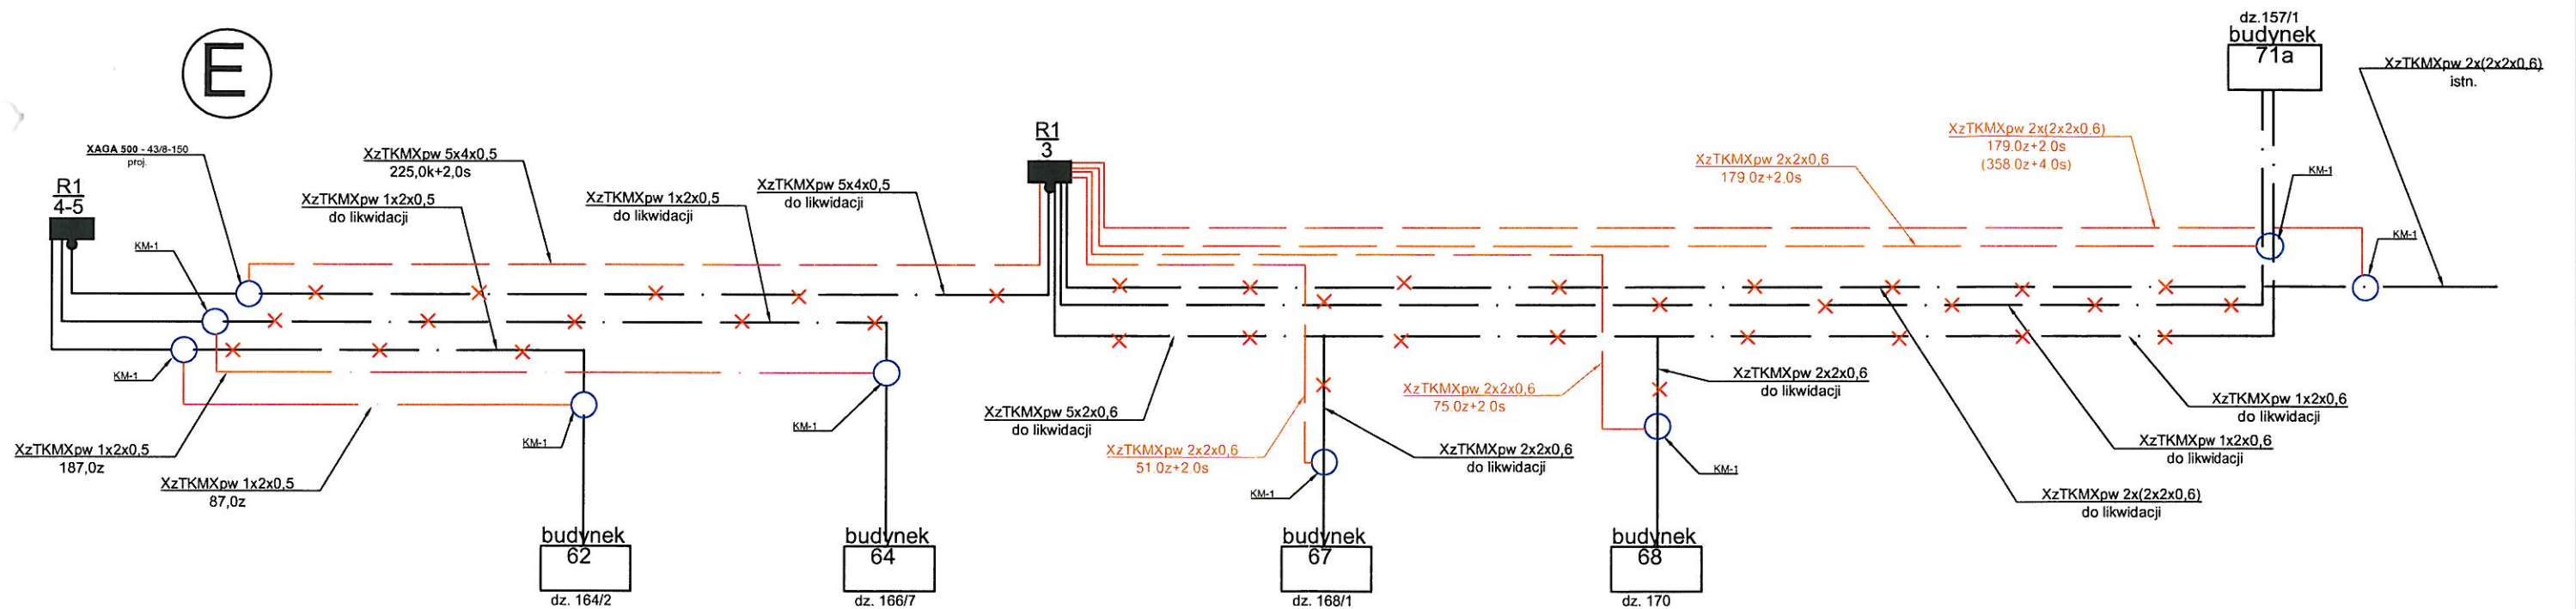 E
XAGA 500 - 43/8-150
proj.
R1
4-5
KM-1
XzTKMXpw 5x4x0,5
225,0k+2,0s
XzTKMXpw 1x2x0,5
do likwidacji
XzTKMXpw 1x2x0,5
do likwidacji
XzTKMXpw 5x4x0,5
do likwidacji
R1
3
XzTKMXpw 2x2x0,6
179.0z+2.0s
XzTKMXpw 2x(2x2x0,6)
179.0z+2.0s
(358.0z+4.0s)
dz.157/1
budynek
71a
KM-1
XzTKMXpw 2x(2x2x0,6)
istn.
KM-1
KM-1
XzTKMXpw 1x2x0,5
187,0z
XzTKMXpw 1x2x0,5
87,0z
KM-1
KM-1
XzTKMXpw 5x2x0,6
do likwidacji
XzTKMXpw 2x2x0,6
51.0z+2.0s
KM-1
XzTKMXpw 2x2x0,6
75.0z+2.0s
XzTKMXpw 2x2x0,6
do likwidacji
XzTKMXpw 2x2x0,6
do likwidacji
KM-1
XzTKMXpw 1x2x0,6
do likwidacji
XzTKMXpw 1x2x0,6
do likwidacji
XzTKMXpw 2x(2x2x0,6)
do likwidacji
budynek
62
dz. 164/2
budynek
64
dz. 166/7
budynek
67
dz. 168/1
budynek
68
dz. 170